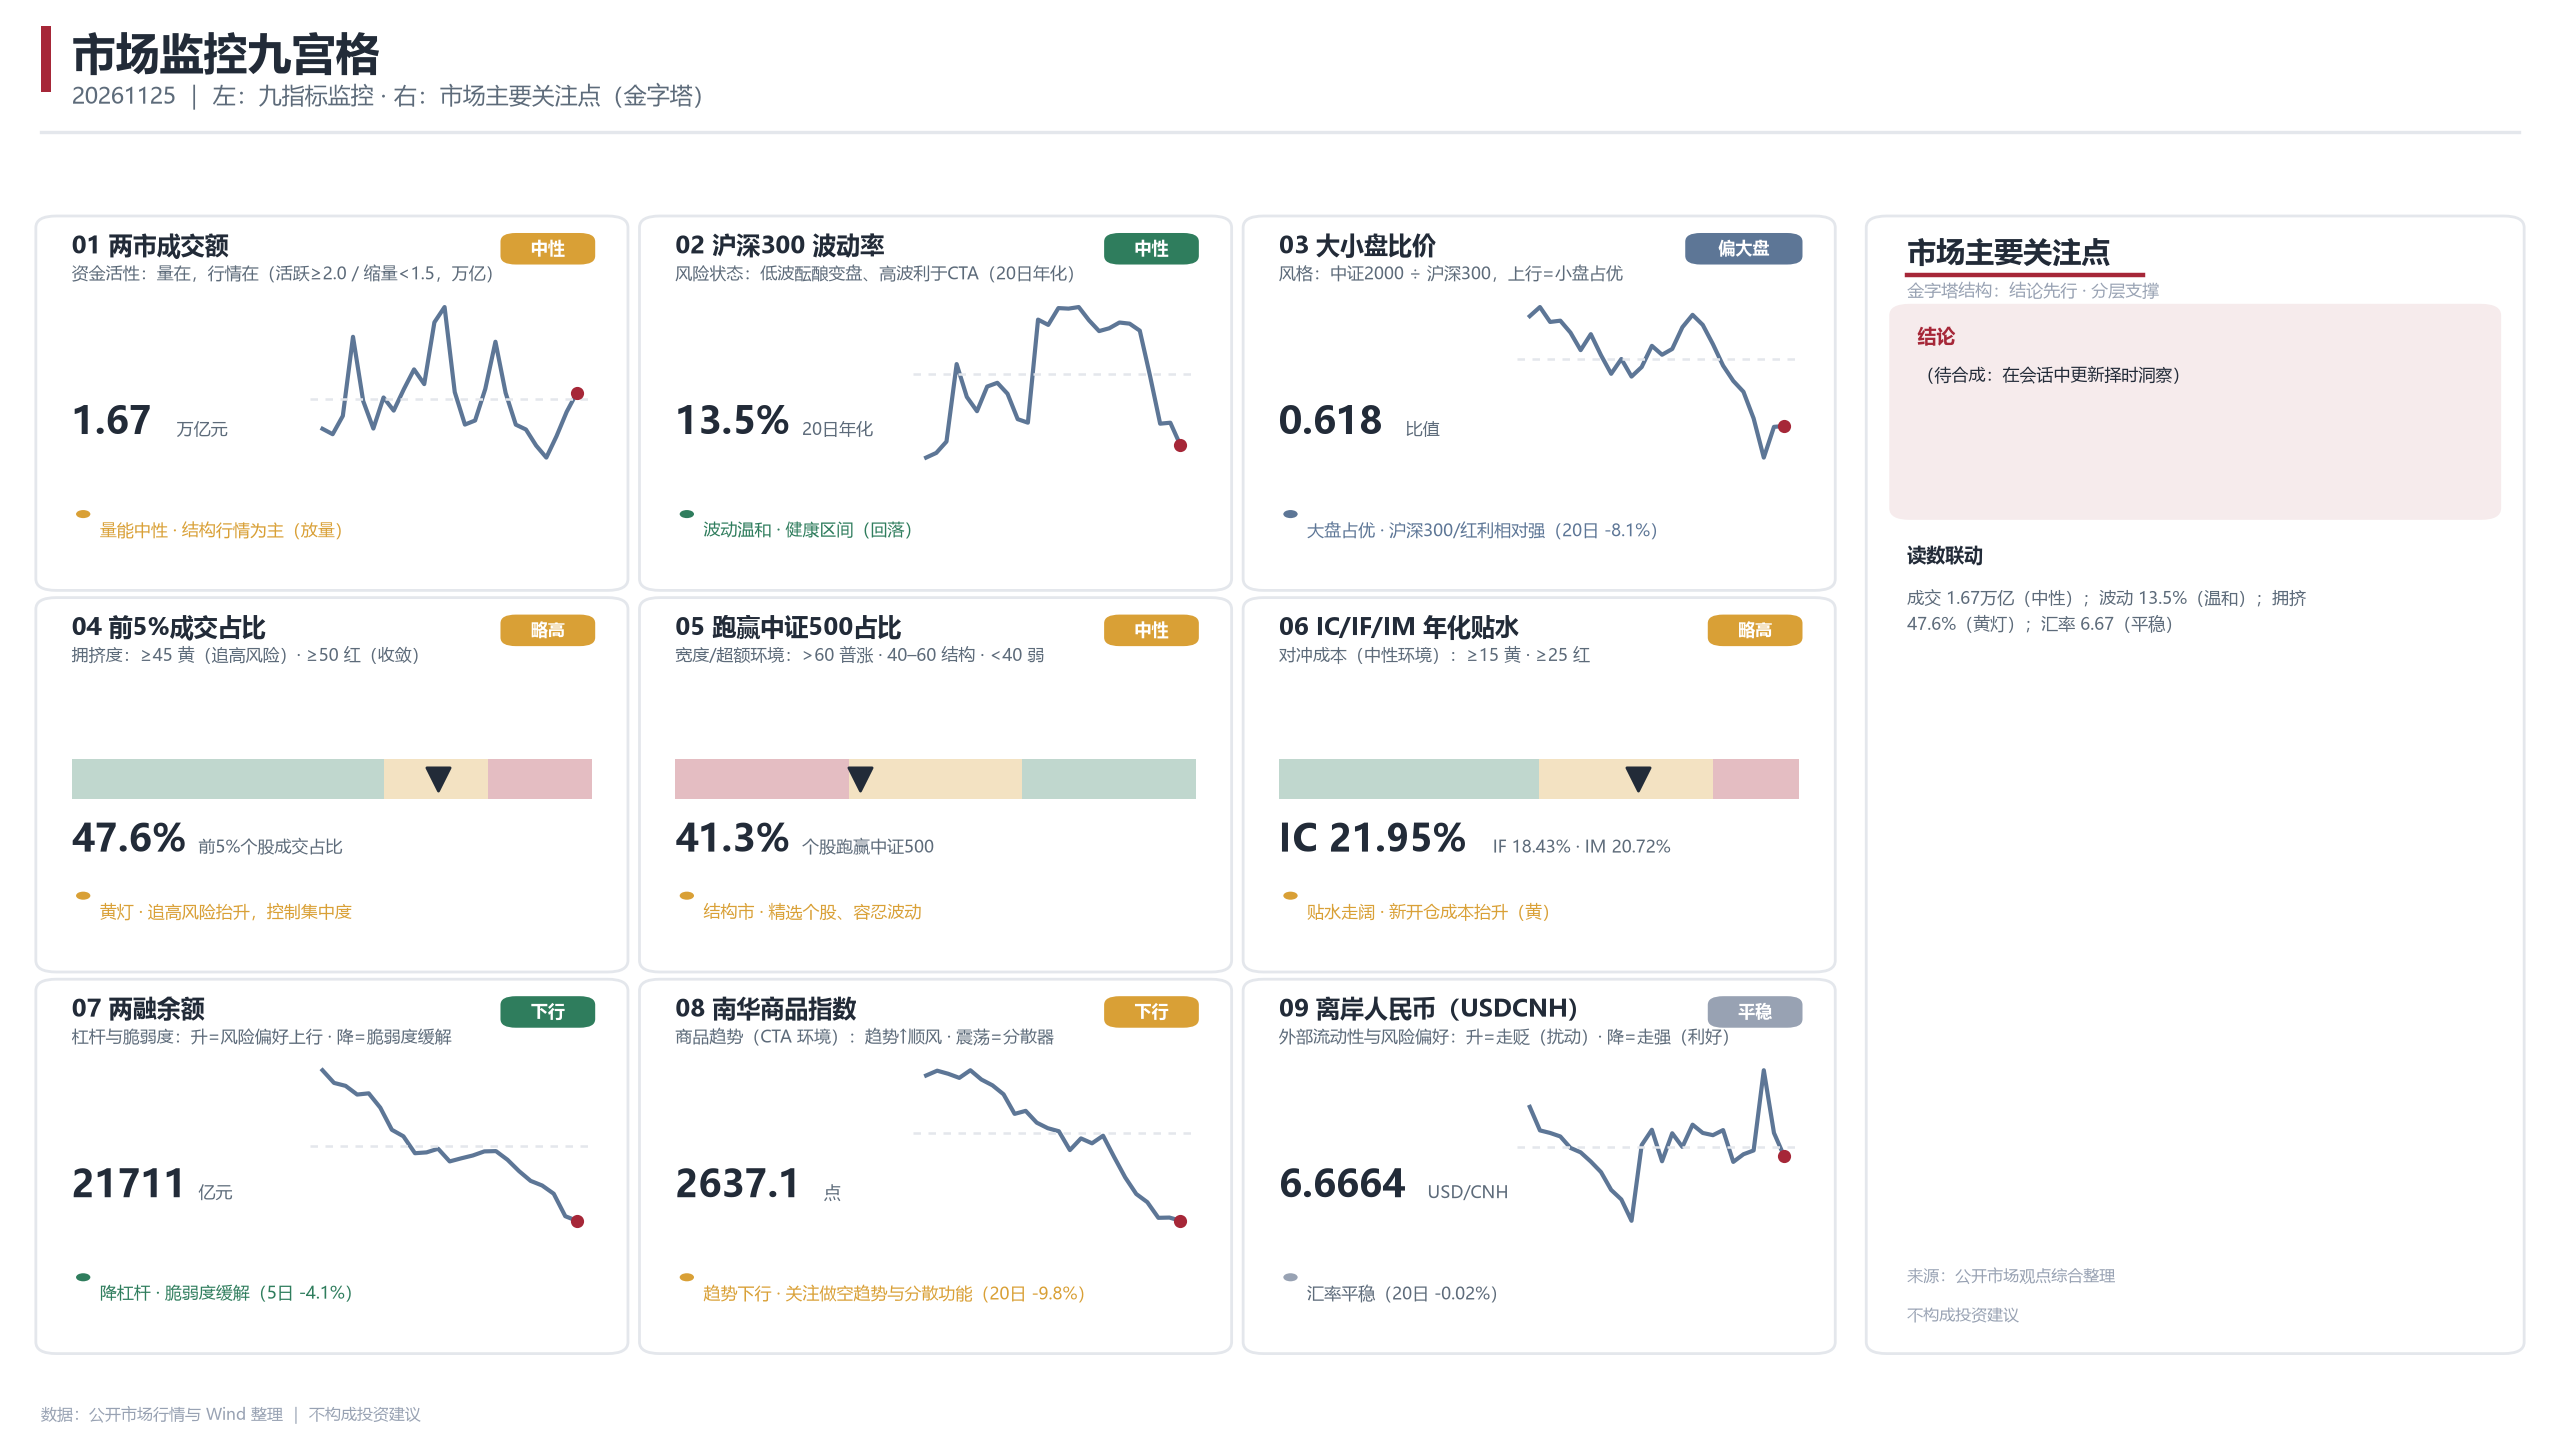 市场监控九宫格
20261125 | 左：九指标监控 · 右：市场主要关注点（金字塔）
01 两市成交额
中性
资金活性：量在，行情在（活跃≥2.0 / 缩量<1.5，万亿）
1.67 万亿元
量能中性 · 结构行情为主（放量）
02 沪深300 波动率
中性
风险状态：低波酝酿变盘、高波利于CTA（20日年化）
13.5% 20日年化
波动温和 · 健康区间（回落）
03 大小盘比价
偏大盘
风格：中证2000 ÷ 沪深300，上行=小盘占优
0.618 比值
大盘占优 · 沪深300/红利相对强（20日 -8.1%）
04 前5%成交占比
略高
拥挤度：≥45 黄（追高风险）· ≥50 红（收敛）
47.6% 前5%个股成交占比
黄灯 · 追高风险抬升，控制集中度
05 跑赢中证500占比
中性
宽度/超额环境：>60 普涨 · 40–60 结构 · <40 弱
41.3% 个股跑赢中证500
结构市 · 精选个股、容忍波动
06 IC/IF/IM 年化贴水
略高
对冲成本（中性环境）：≥15 黄 · ≥25 红
IC 21.95% IF 18.43% · IM 20.72%
贴水走阔 · 新开仓成本抬升（黄）
07 两融余额
下行
杠杆与脆弱度：升=风险偏好上行 · 降=脆弱度缓解
21711 亿元
降杠杆 · 脆弱度缓解（5日 -4.1%）
08 南华商品指数
下行
商品趋势（CTA 环境）：趋势↑顺风 · 震荡=分散器
2637.1 点
趋势下行 · 关注做空趋势与分散功能（20日 -9.8%）
09 离岸人民币（USDCNH）
平稳
外部流动性与风险偏好：升=走贬（扰动）· 降=走强（利好）
6.6664 USD/CNH
汇率平稳（20日 -0.02%）
市场主要关注点
金字塔结构：结论先行 · 分层支撑
结论
（待合成：在会话中更新择时洞察）
读数联动
成交 1.67万亿（中性）；波动 13.5%（温和）；拥挤
47.6%（黄灯）；汇率 6.67（平稳）
来源：公开市场观点综合整理
不构成投资建议
数据：公开市场行情与 Wind 整理 | 不构成投资建议